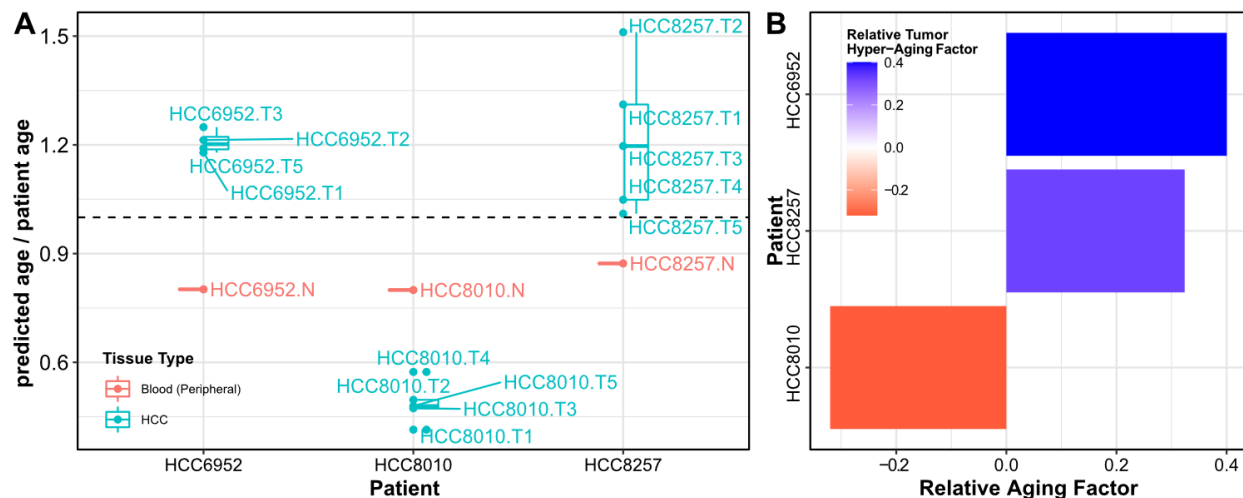 A
predicted age / patient age
1.5
1.2
0.9
0.6
HCC6952.T3
HCC6952.T2
HCC6952.T5
HCC6952.T1
HCC6952.N
HCC8010.N
HCC8010.T4
HCC8010.T2
HCC8010.T5
HCC8010.T3
HCC8010.T1
HCC8257.T2
HCC8257.T1
HCC8257.T3
HCC8257.T4
HCC8257.T5
HCC8257.N
Tissue Type
Blood (Peripheral)
HCC
HCC6952
HCC8010
HCC8257
Patient
B
Patient
HCC6952
HCC8257
HCC8010
Relative Tumor
Hyper-Aging Factor
0.4
0.2
0.0
−0.2
−0.2
0.0
0.2
0.4
Relative Aging Factor